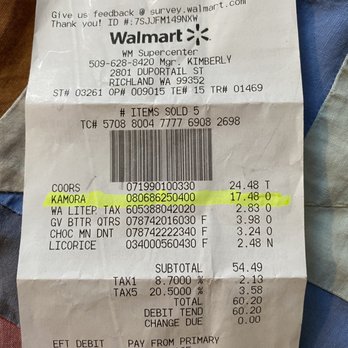 Give us feedback @ survey.walmart.com
Thank you! ID #:7SJJFM149NXW
Walmart
WM Supercenter
509-628-8420 Mgr. KIMBERLY
2801 DUPORTAIL ST
RICHLAND WA 99352
ST# 03261 OP# 009015 TE# 15 TR# 01469
# ITEMS SOLD 5
TC# 5708 8004 7777 6908 2698
COORS 071990100330 24.48 T
KAMORA 080686250400 17.48 O
WA LITER TAX 605388042020 2.83 O
GV BTTR QTRS 078742016030 F 3.98 O
CHOC MN DNT 078742222340 F 3.24 O
LICORICE 034000560430 F 2.48 N
SUBTOTAL 54.49
TAX1 8.7000 % 2.13
TAX5 20.5000 % 3.58
TOTAL 60.20
DEBIT TEND 60.20
CHANGE DUE 0.00
EFT DEBIT PAY FROM PRIMARY